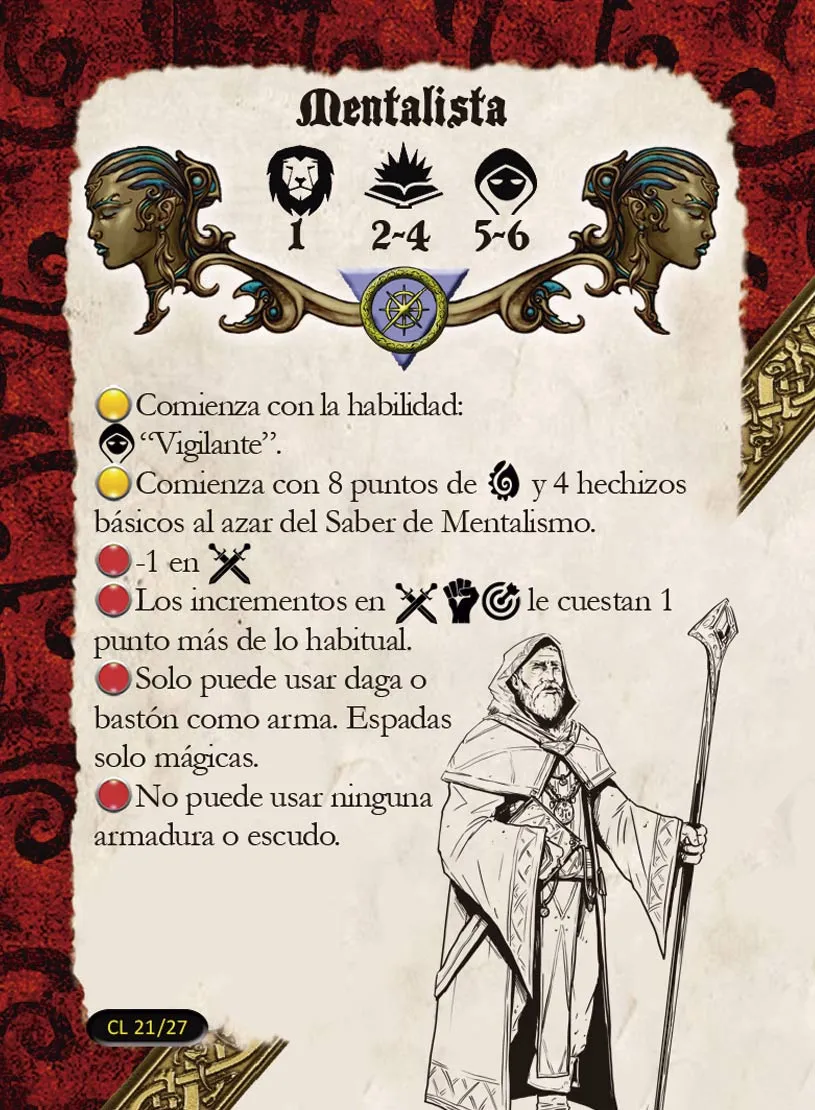 Mentalista
1 2~4 5~6
Comienza con la habilidad:
“Vigilante”.
Comienza con 8 puntos de y 4 hechizos
básicos al azar del Saber de Mentalismo.
-1 en
Los incrementos en le cuestan 1
punto más de lo habitual.
Solo puede usar daga o
bastón como arma. Espadas
solo mágicas.
No puede usar ninguna
armadura o escudo.
CL 21/27